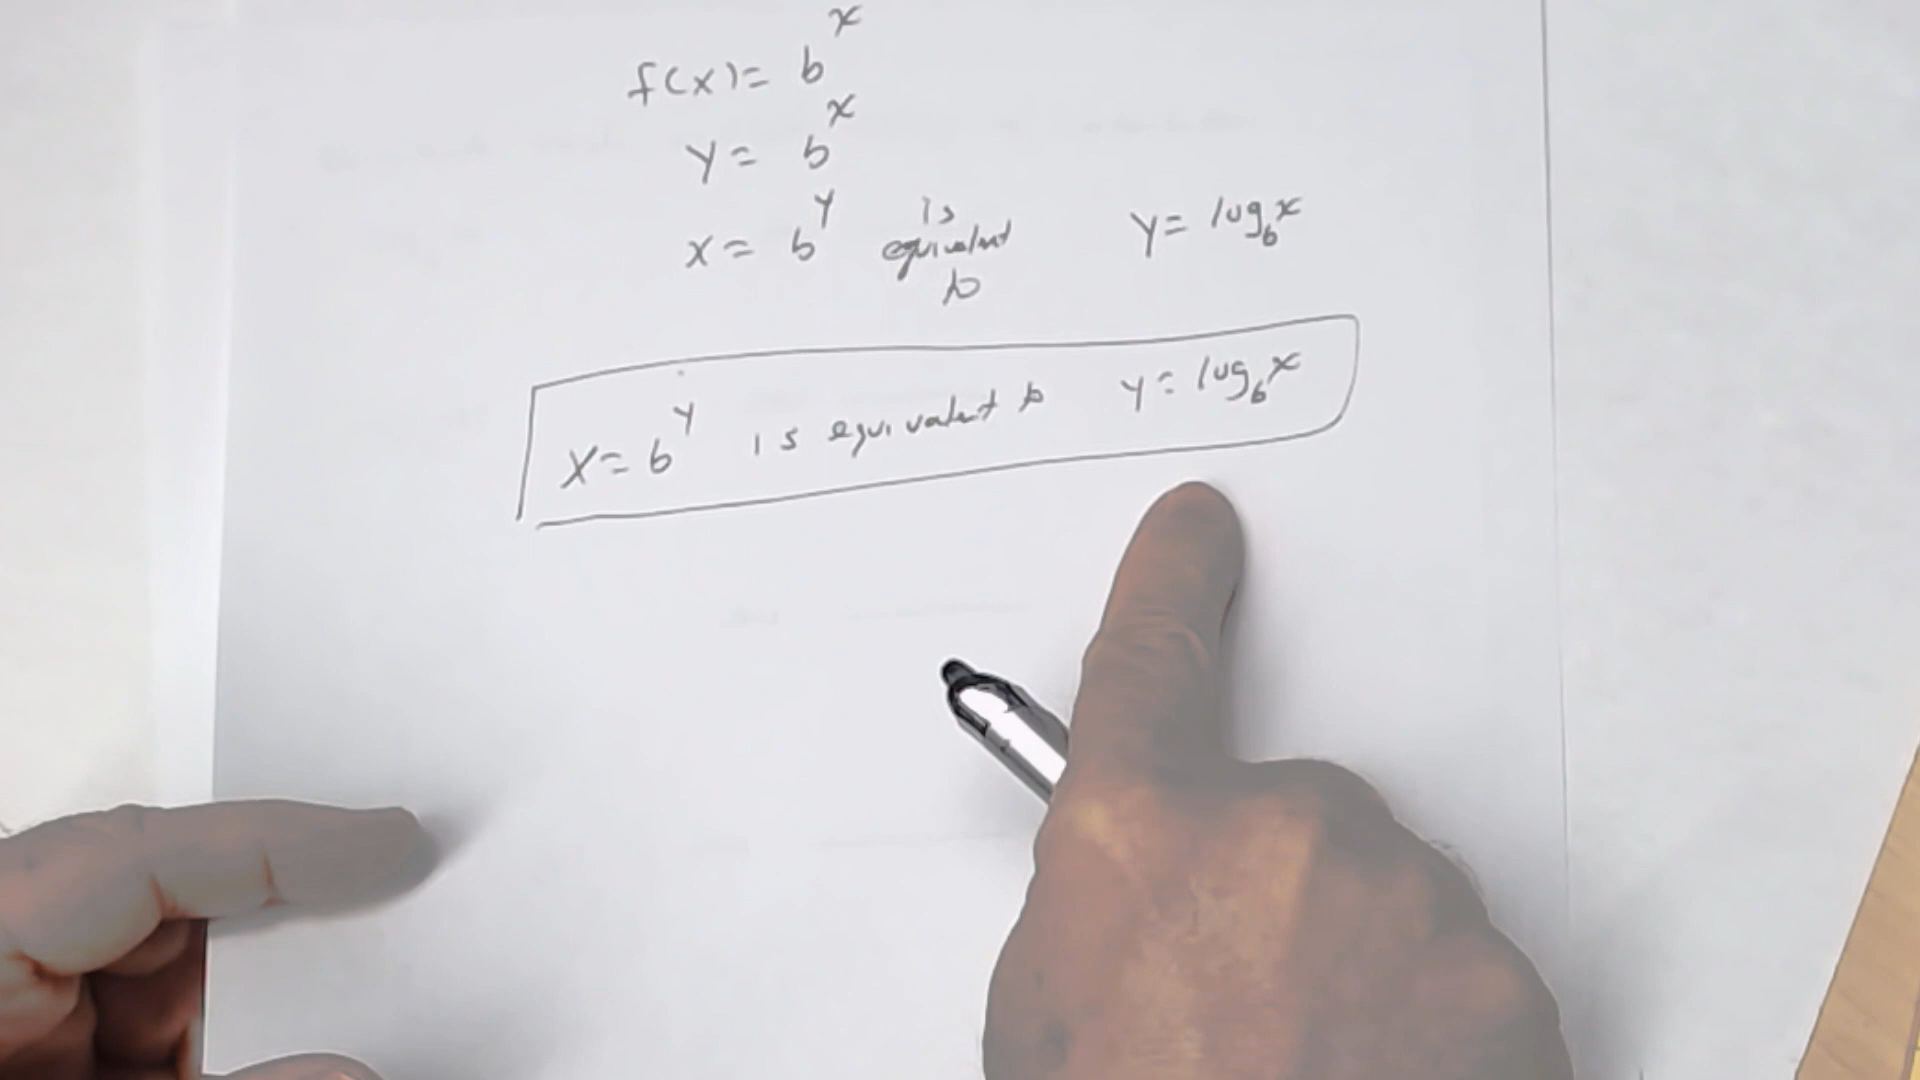 f(x) = b^x
y = b^x
x = b^y is equivalent to y = log_b x
x = b^y is equivalent to y = log_b x